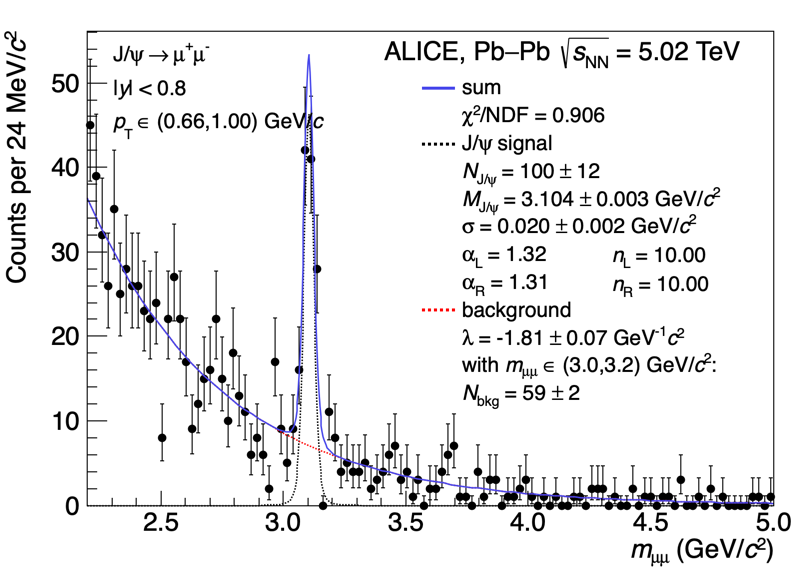 J/ψ → μ⁺μ⁻
|y| < 0.8
p_T ∈ (0.66,1.00) GeV/c
ALICE, Pb–Pb √s_NN = 5.02 TeV
sum
χ²/NDF = 0.906
J/ψ signal
N_J/ψ = 100 ± 12
M_J/ψ = 3.104 ± 0.003 GeV/c²
σ = 0.020 ± 0.002 GeV/c²
α_L = 1.32 n_L = 10.00
α_R = 1.31 n_R = 10.00
background
λ = -1.81 ± 0.07 GeV⁻¹c²
with m_μμ ∈ (3.0,3.2) GeV/c²:
N_bkg = 59 ± 2
Counts per 24 MeV/c²
50
40
30
20
10
0
2.5 3.0 3.5 4.0 4.5 5.0
m_μμ (GeV/c²)